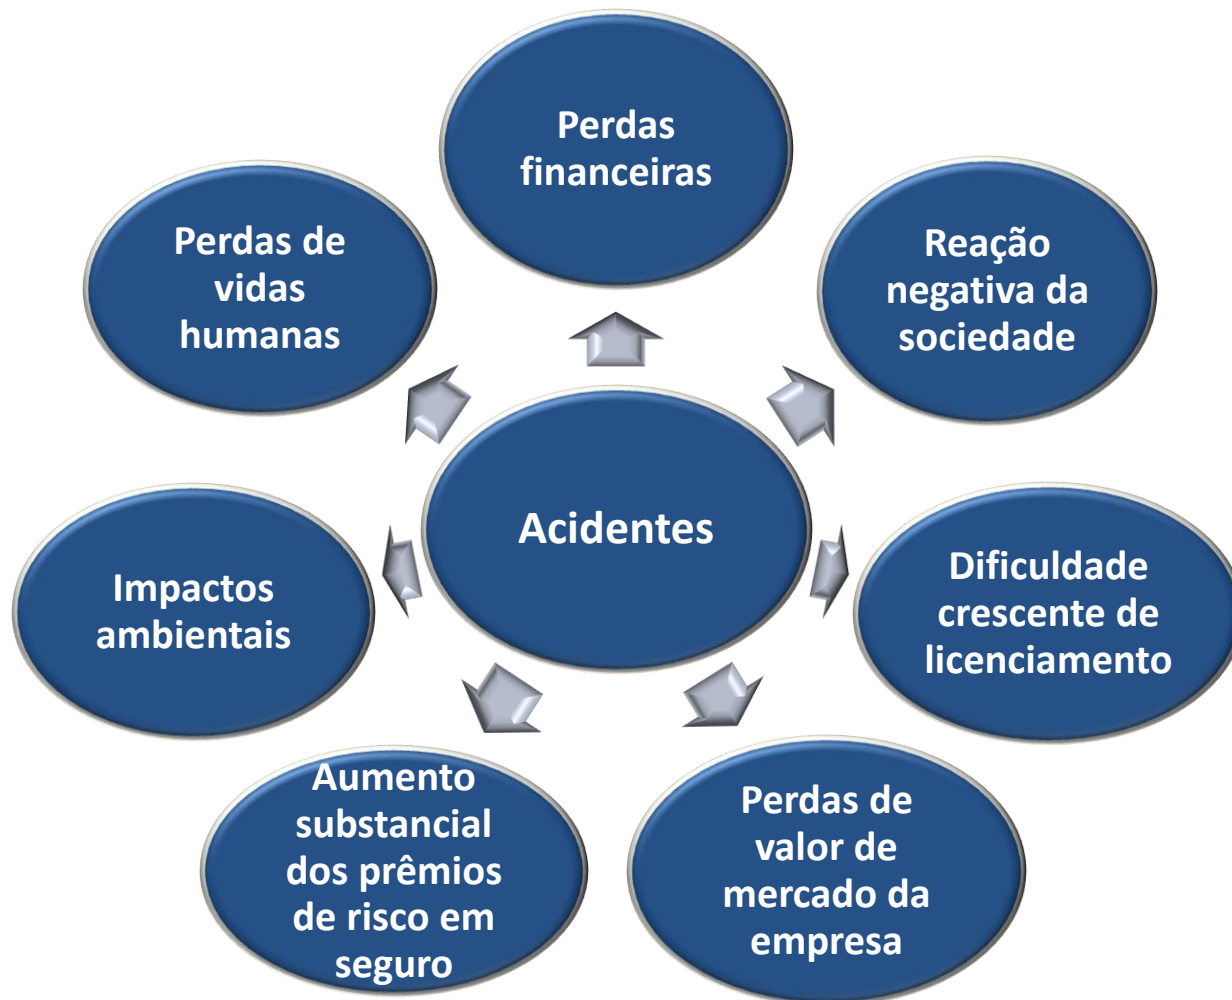 Perdas
financeiras
Reação
negativa da
sociedade
Dificuldade
crescente de
licenciamento
Perdas de
valor de
mercado da
empresa
Aumento
substancial
dos prêmios
de risco em
seguro
Impactos
ambientais
Perdas de
vidas
humanas
Acidentes